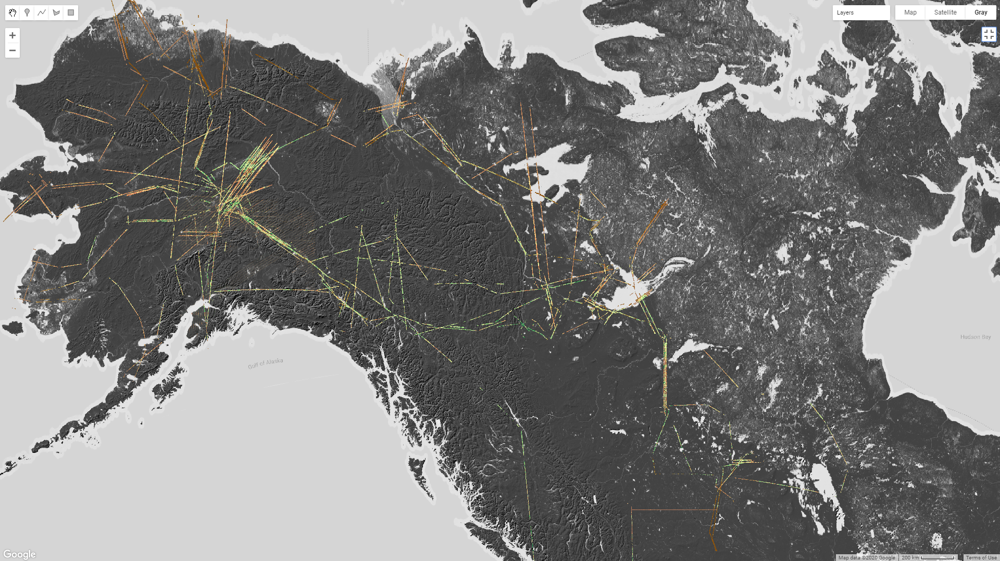 Layers
Map Satellite Gray
Hudson Bay
Gulf of Alaska
Google
Map data ©2020 Google 200 km Terms of Use